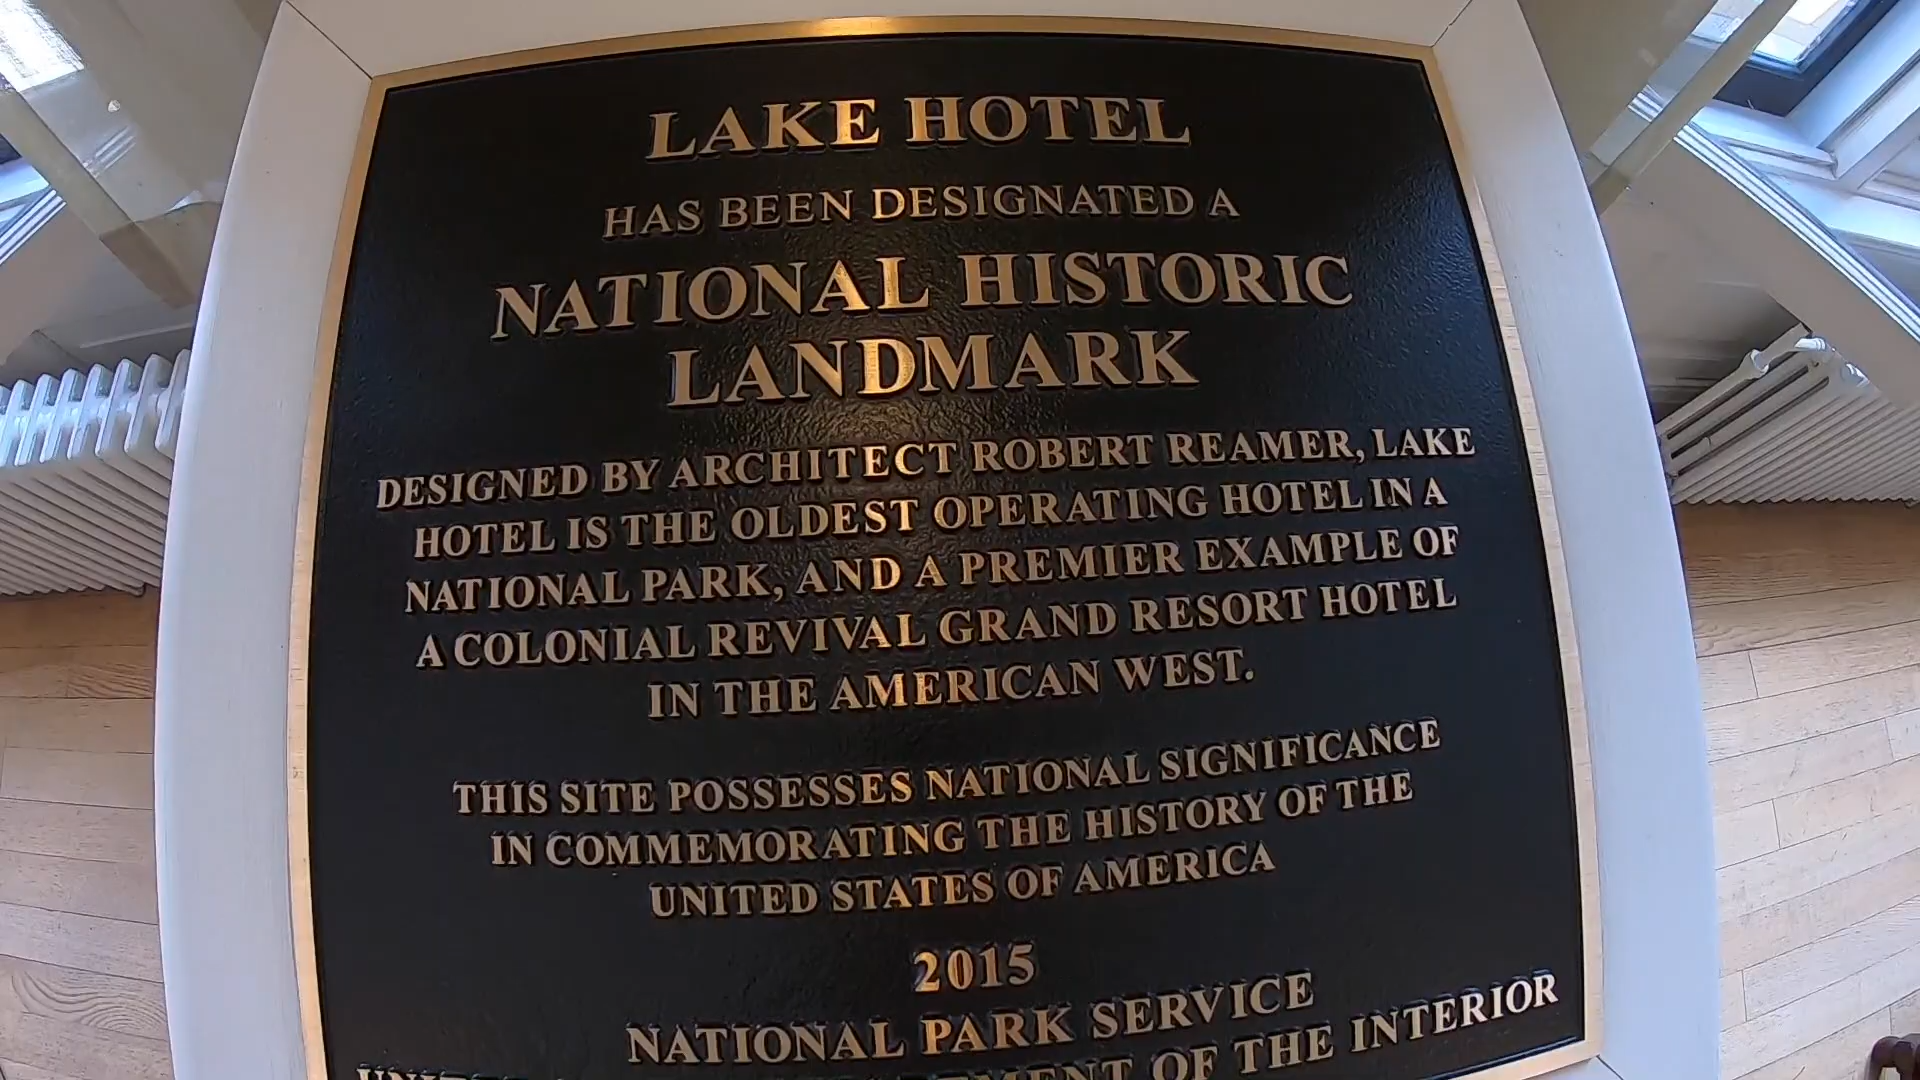 LAKE HOTEL
HAS BEEN DESIGNATED A
NATIONAL HISTORIC
LANDMARK
DESIGNED BY ARCHITECT ROBERT REAMER, LAKE
HOTEL IS THE OLDEST OPERATING HOTEL IN A
NATIONAL PARK, AND A PREMIER EXAMPLE OF
A COLONIAL REVIVAL GRAND RESORT HOTEL
IN THE AMERICAN WEST.
THIS SITE POSSESSES NATIONAL SIGNIFICANCE
IN COMMEMORATING THE HISTORY OF THE
UNITED STATES OF AMERICA
2015
NATIONAL PARK SERVICE
OF THE INTERIOR